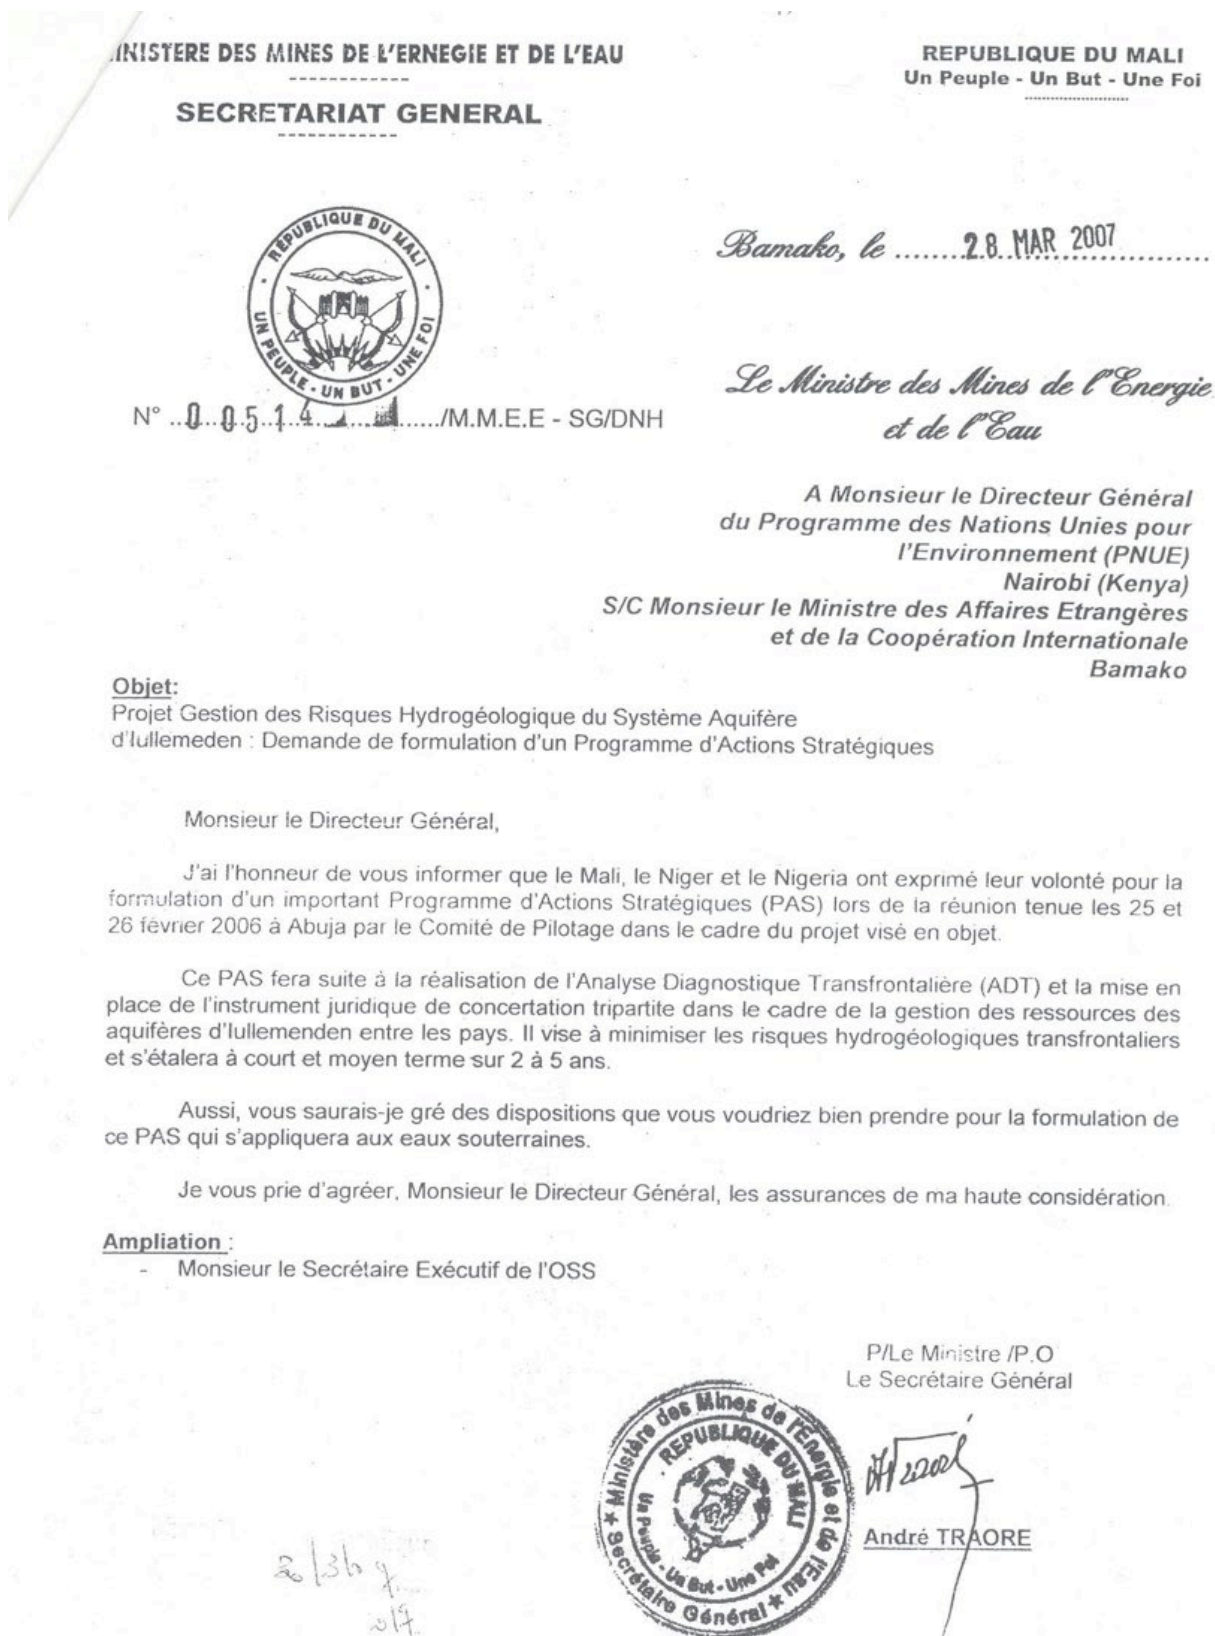 MINISTERE DES MINES DE L'ERNEGIE ET DE L'EAU
------------
SECRETARIAT GENERAL
------------
REPUBLIQUE DU MALI
Un Peuple - Un But - Une Foi
RÉPUBLIQUE DU MALI
UN PEUPLE - UN BUT - UNE FOI
Bamako, le ........28 MAR 2007................
N° ..00514............/M.M.E.E - SG/DNH
Le Ministre des Mines de l'Energie
et de l'Eau
A Monsieur le Directeur Général
du Programme des Nations Unies pour
l'Environnement (PNUE)
Nairobi (Kenya)
S/C Monsieur le Ministre des Affaires Etrangères
et de la Coopération Internationale
Bamako
Objet:
Projet Gestion des Risques Hydrogéologique du Système Aquifère
d'Iullemeden : Demande de formulation d'un Programme d'Actions Stratégiques
Monsieur le Directeur Général,
J'ai l'honneur de vous informer que le Mali, le Niger et le Nigeria ont exprimé leur volonté pour la
formulation d'un important Programme d'Actions Stratégiques (PAS) lors de la réunion tenue les 25 et
26 février 2006 à Abuja par le Comité de Pilotage dans le cadre du projet visé en objet.
Ce PAS fera suite à la réalisation de l'Analyse Diagnostique Transfrontalière (ADT) et la mise en
place de l'instrument juridique de concertation tripartite dans le cadre de la gestion des ressources des
aquifères d'Iullemenden entre les pays. Il vise à minimiser les risques hydrogéologiques transfrontaliers
et s'étalera à court et moyen terme sur 2 à 5 ans.
Aussi, vous saurais-je gré des dispositions que vous voudriez bien prendre pour la formulation de
ce PAS qui s'appliquera aux eaux souterraines.
Je vous prie d'agréer, Monsieur le Directeur Général, les assurances de ma haute considération.
Ampliation :
- Monsieur le Secrétaire Exécutif de l'OSS
P/Le Ministre /P.O
Le Secrétaire Général
Ministère des Mines de l'Energie et de l'Eau
Secrétaire Général
REPUBLIQUE DU MALI
Un Peuple - Un But - Une Foi
André TRAORE